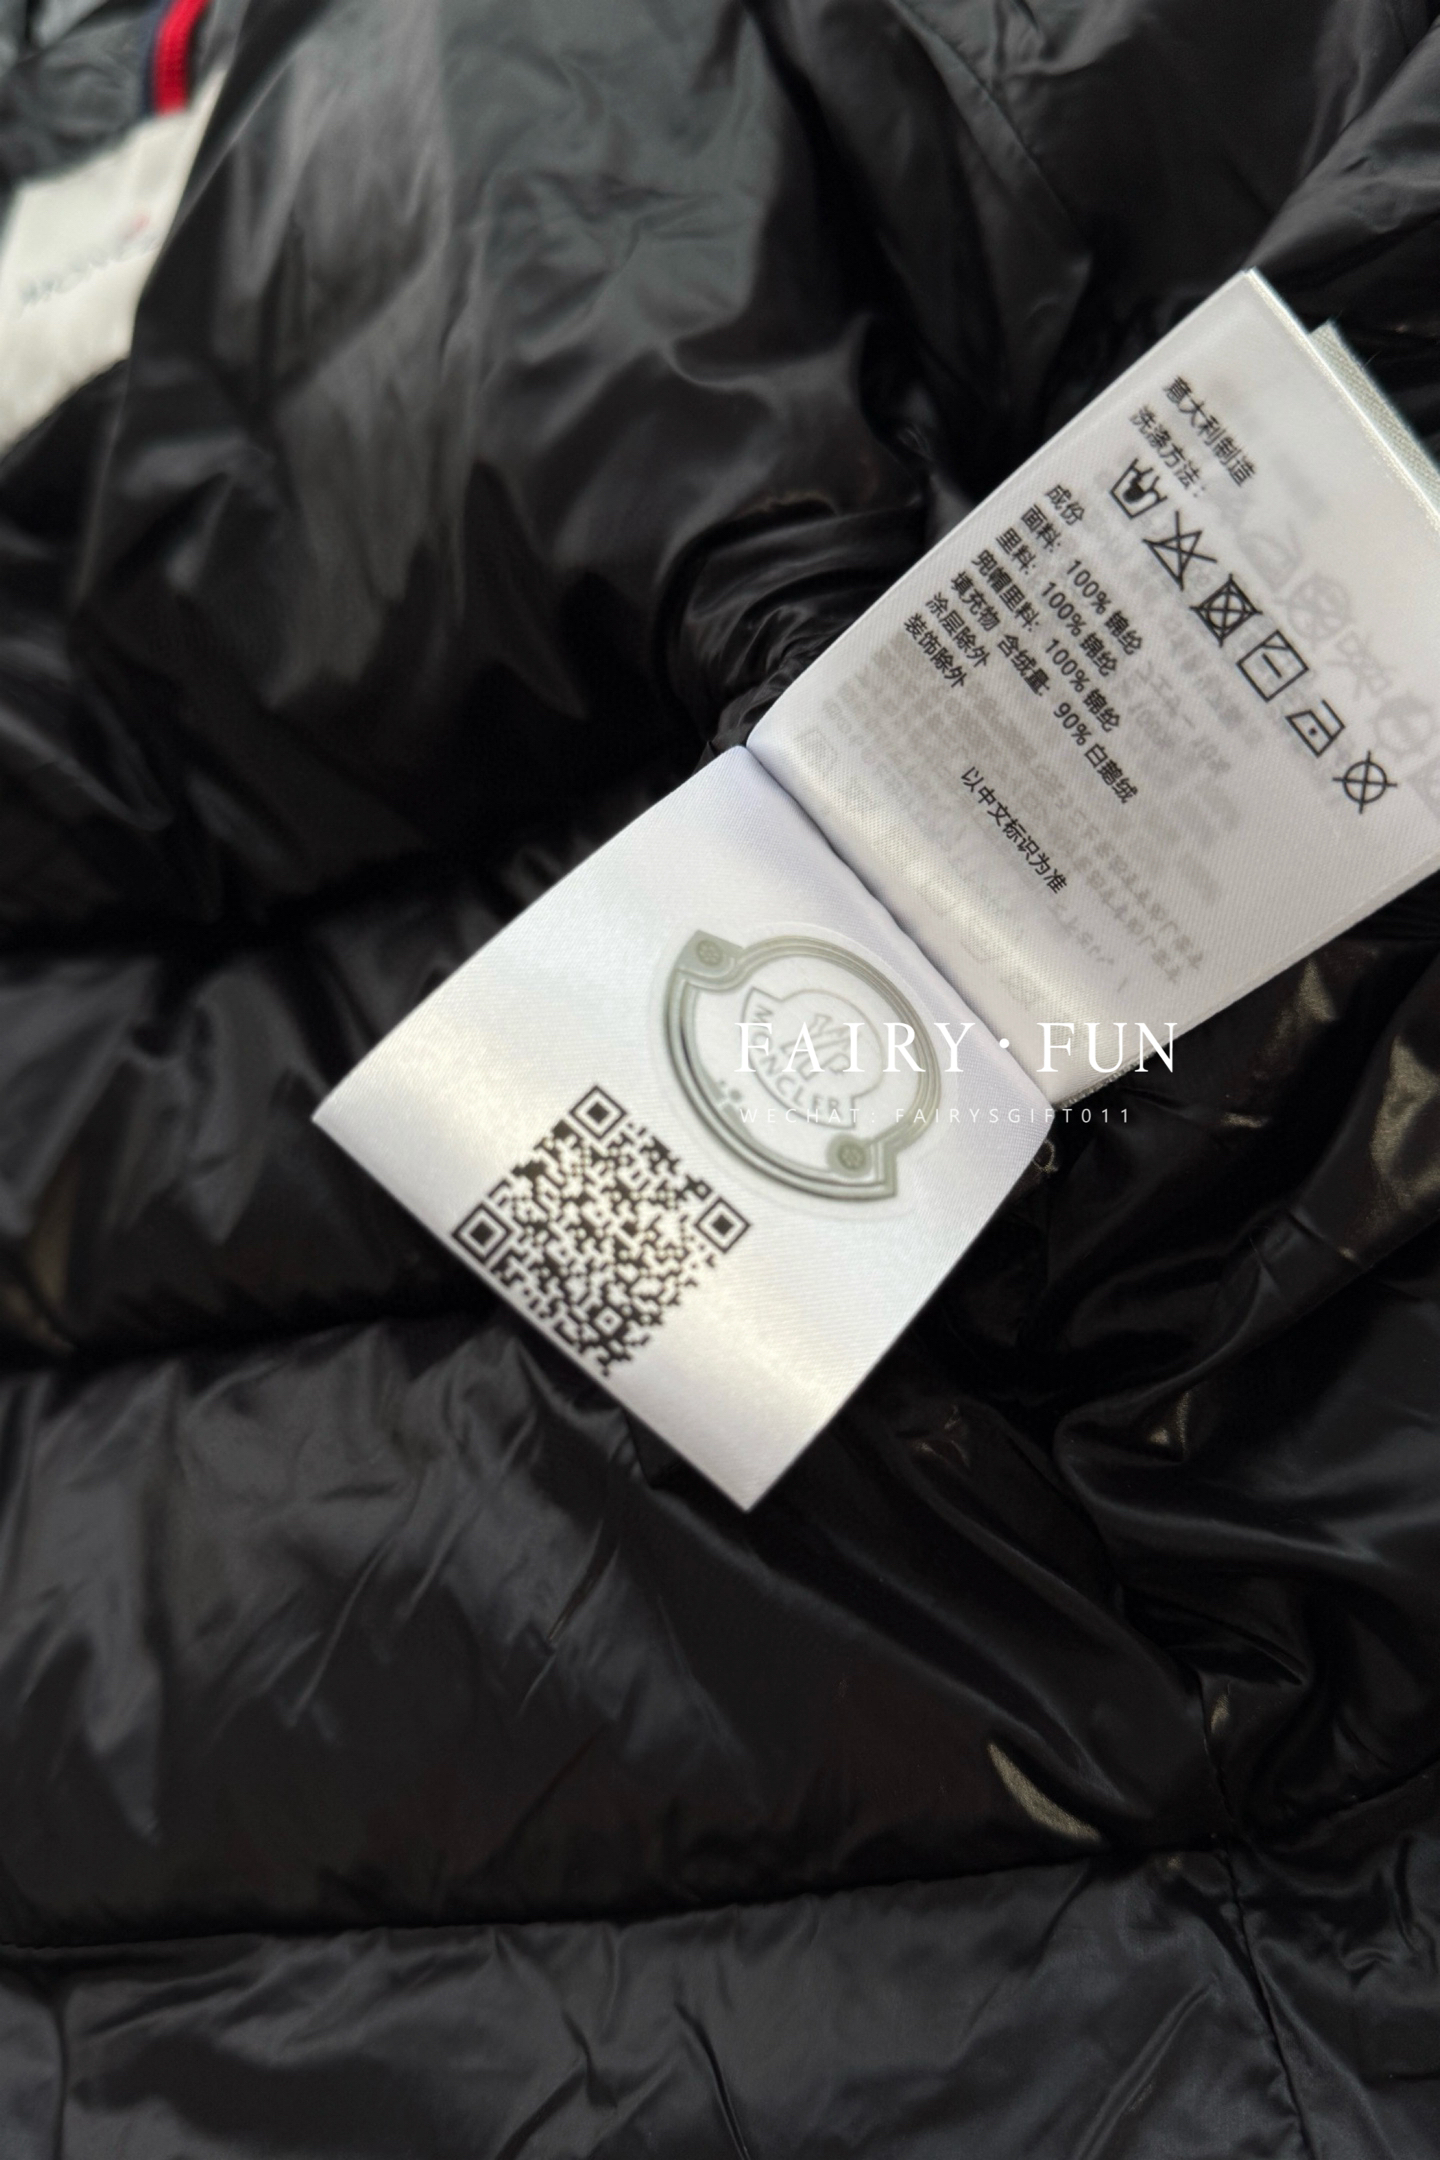 意大利制造
洗涤方法:
成份
面料: 100% 锦纶
里料: 100% 锦纶
兜帽里料: 100% 锦纶
填充物 含绒量: 90% 白鹅绒
涂层除外
装饰除外
以中文标识为准
MONCLER
FAIRY·FUN
WECHAT: FAIRYSGIFT011